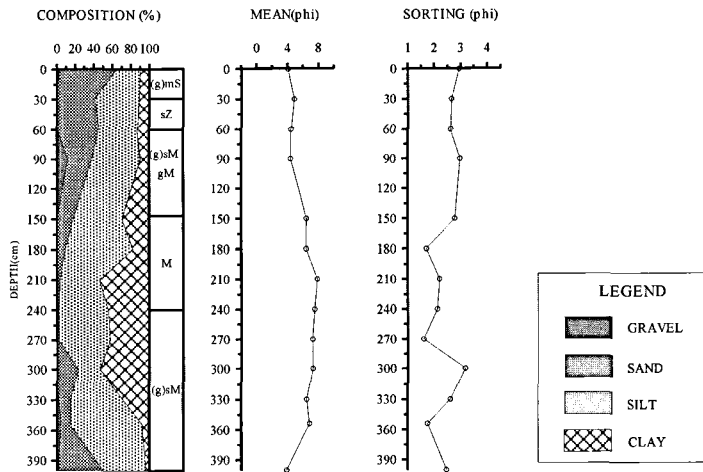 COMPOSITION (%)
MEAN(phi)
SORTING (phi)
0 20 40 60 80 100
0 4 8
1 2 3 4
0
30
60
90
120
150
180
210
240
270
300
330
360
390
DEPTH(cm)
(g)mS
sZ
(g)sM
gM
M
(g)sM
0
30
60
90
120
150
180
210
240
270
300
330
360
390
0
30
60
90
120
150
180
210
240
270
300
330
360
390
LEGEND
GRAVEL
SAND
SILT
CLAY